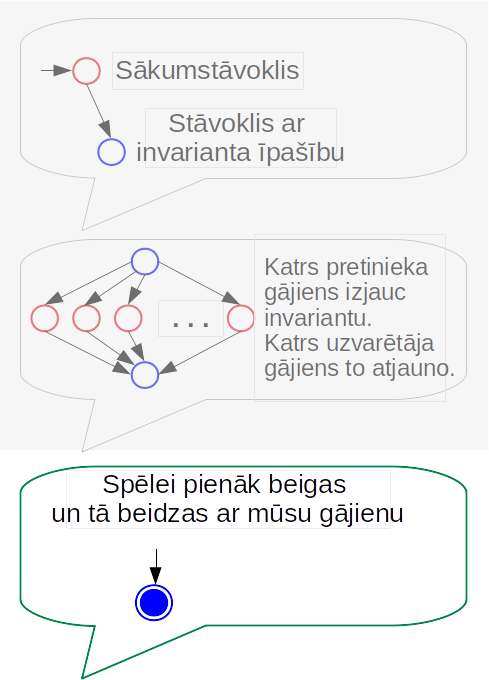 Sākumstāvoklis
Stāvoklis ar
invarianta īpašību
. . .
Katrs pretinieka
gājiens izjauc
invariantu.
Katrs uzvarētāja
gājiens to atjauno.
Spēlei pienāk beigas
un tā beidzas ar mūsu gājienu